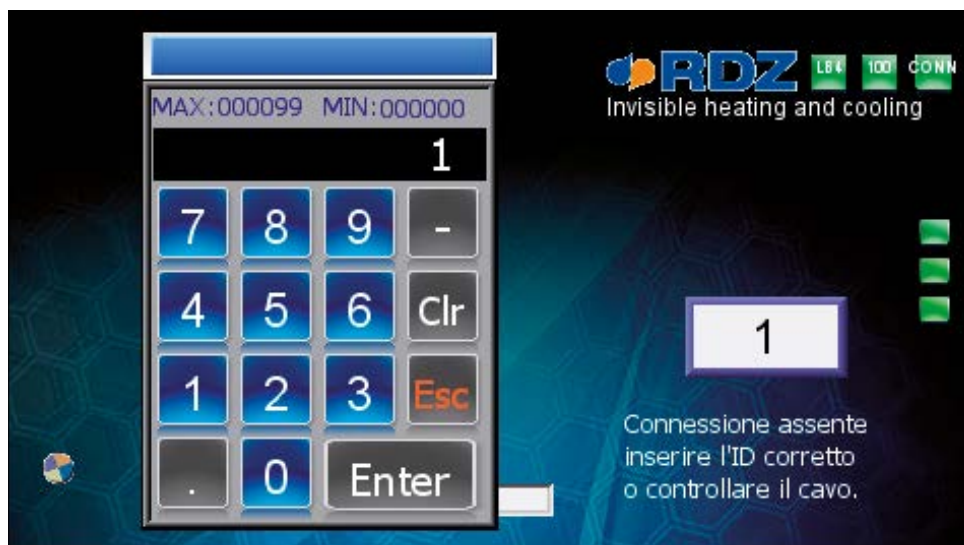 MAX:000099 MIN:000000
1
7 8 9 -
4 5 6 Clr
1 2 3 Esc
. 0 Enter
RDZ LB4 100 CONN
Invisible heating and cooling
1
Connessione assente
inserire l'ID corretto
o controllare il cavo.